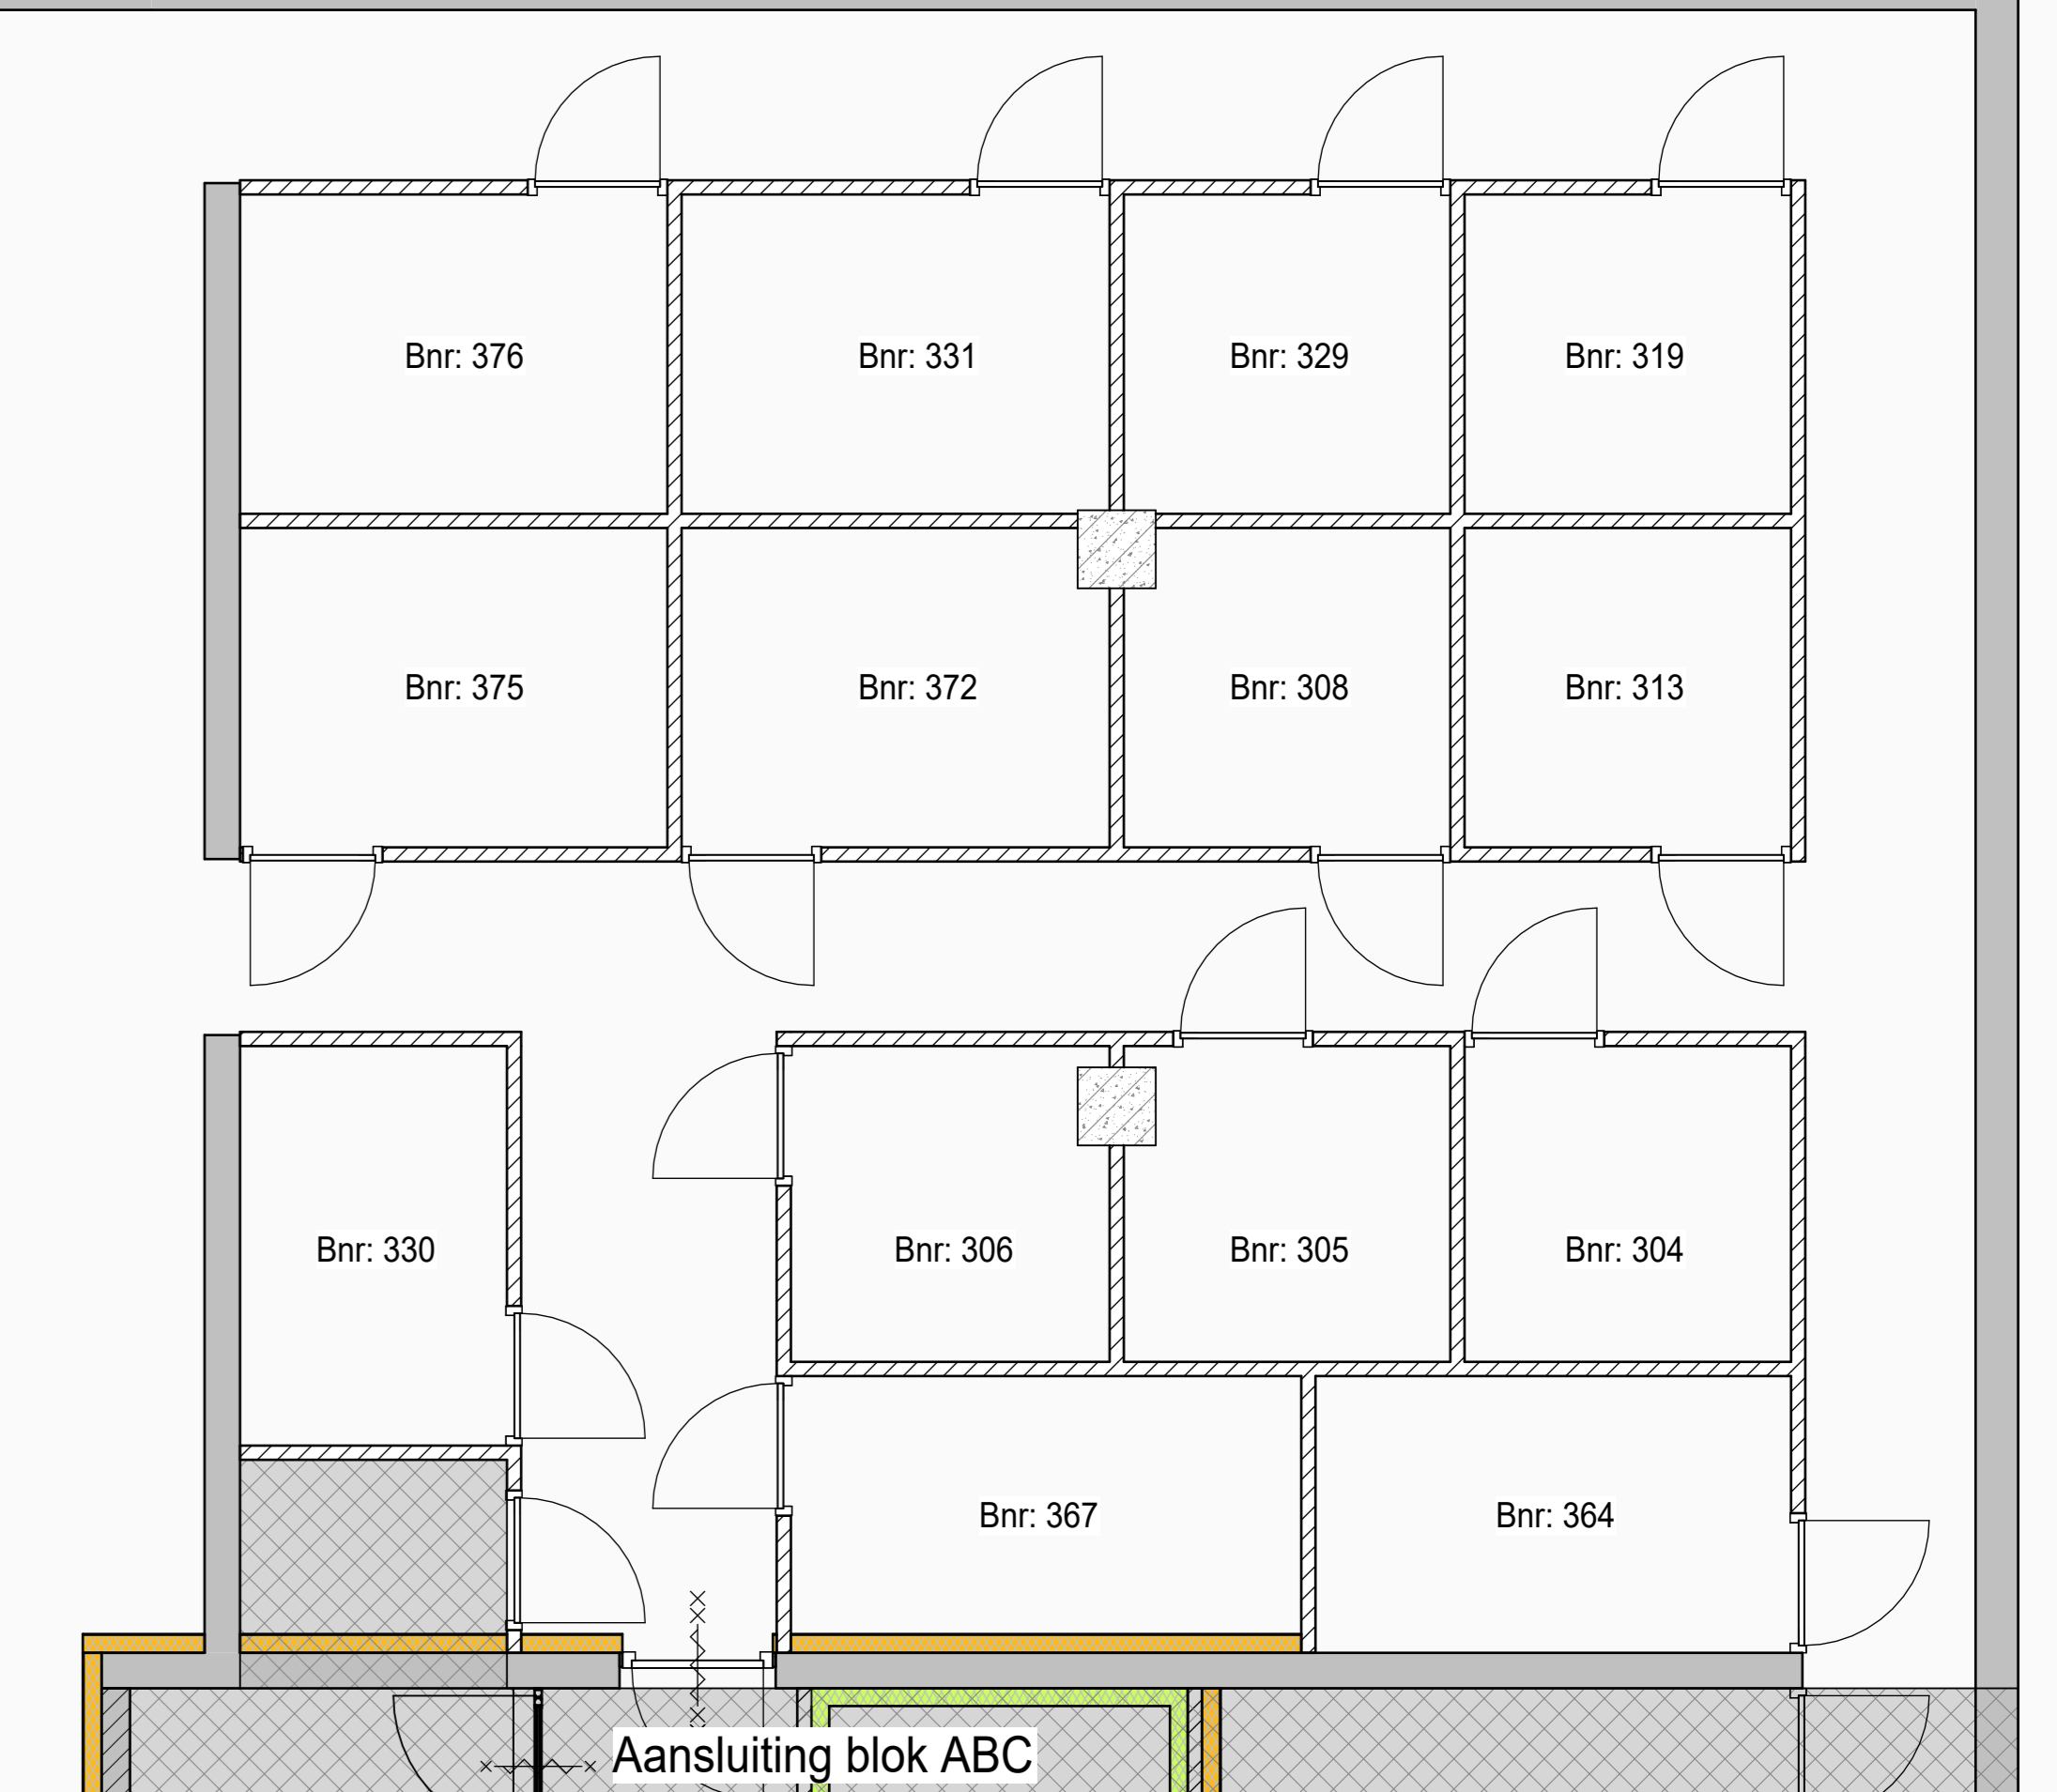 Bnr: 376
Bnr: 331
Bnr: 329
Bnr: 319
Bnr: 375
Bnr: 372
Bnr: 308
Bnr: 313
Bnr: 330
Bnr: 306
Bnr: 305
Bnr: 304
Bnr: 367
Bnr: 364
Aansluiting blok ABC